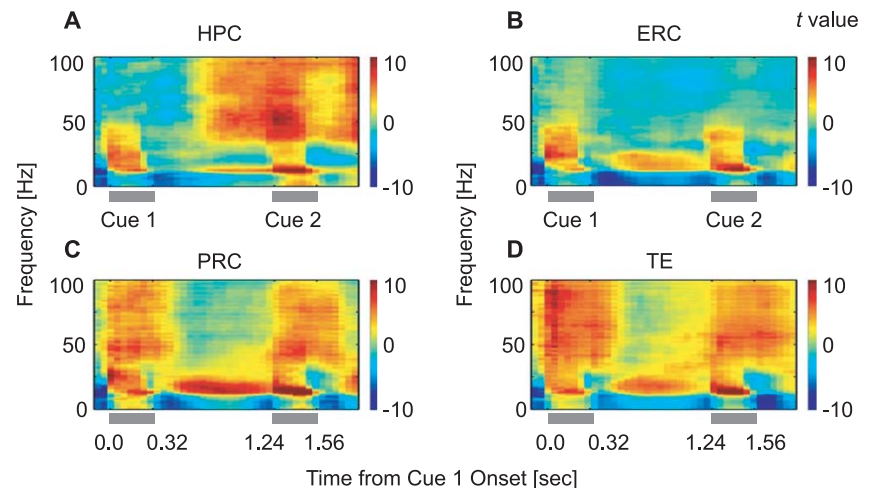 A
HPC
B
ERC
t value
100
50
0
10
0
-10
100
50
0
10
0
-10
Frequency [Hz]
Frequency [Hz]
Cue 1
Cue 2
Cue 1
Cue 2
C
PRC
D
TE
100
50
0
10
0
-10
100
50
0
10
0
-10
0.0
0.32
1.24
1.56
0.0
0.32
1.24
1.56
Time from Cue 1 Onset [sec]